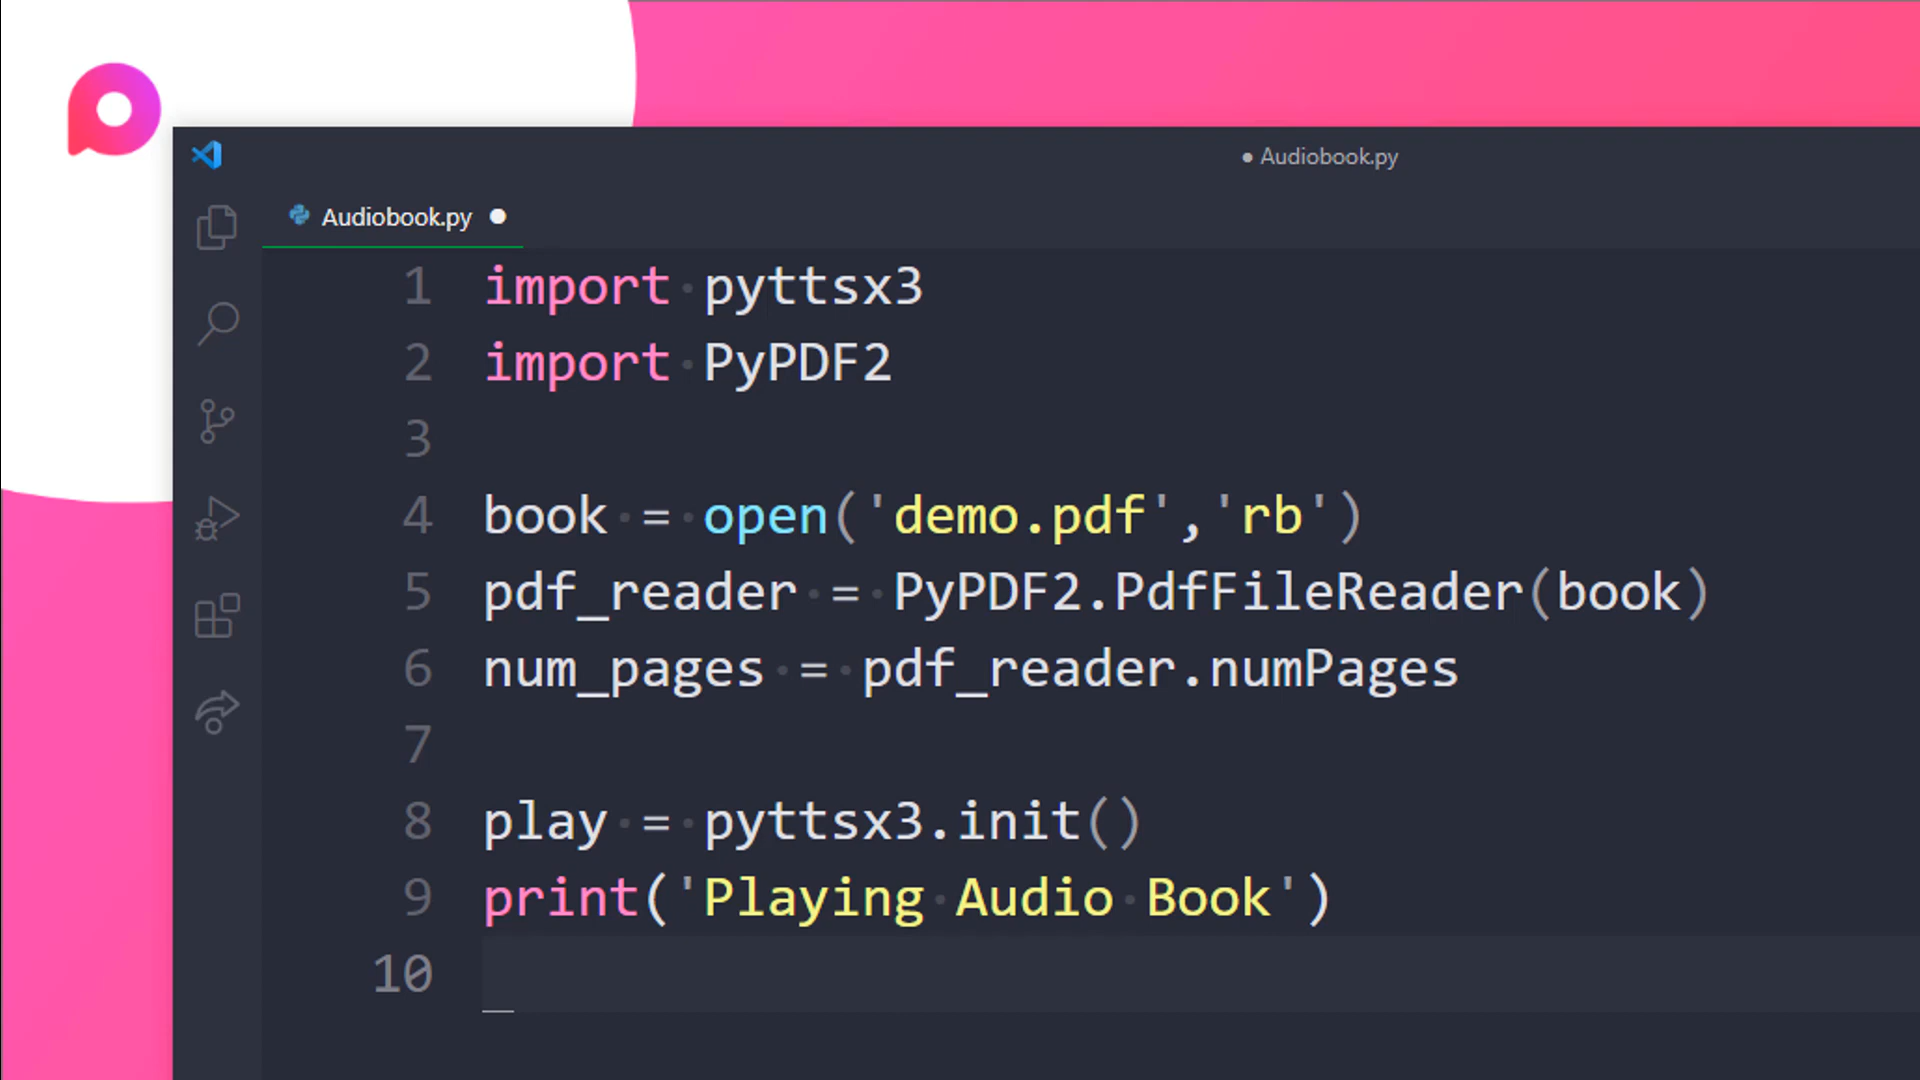 ● Audiobook.py
Audiobook.py ●
1 import pyttsx3
2 import PyPDF2
3
4 book = open('demo.pdf','rb')
5 pdf_reader = PyPDF2.PdfFileReader(book)
6 num_pages = pdf_reader.numPages
7
8 play = pyttsx3.init()
9 print('Playing Audio Book')
10